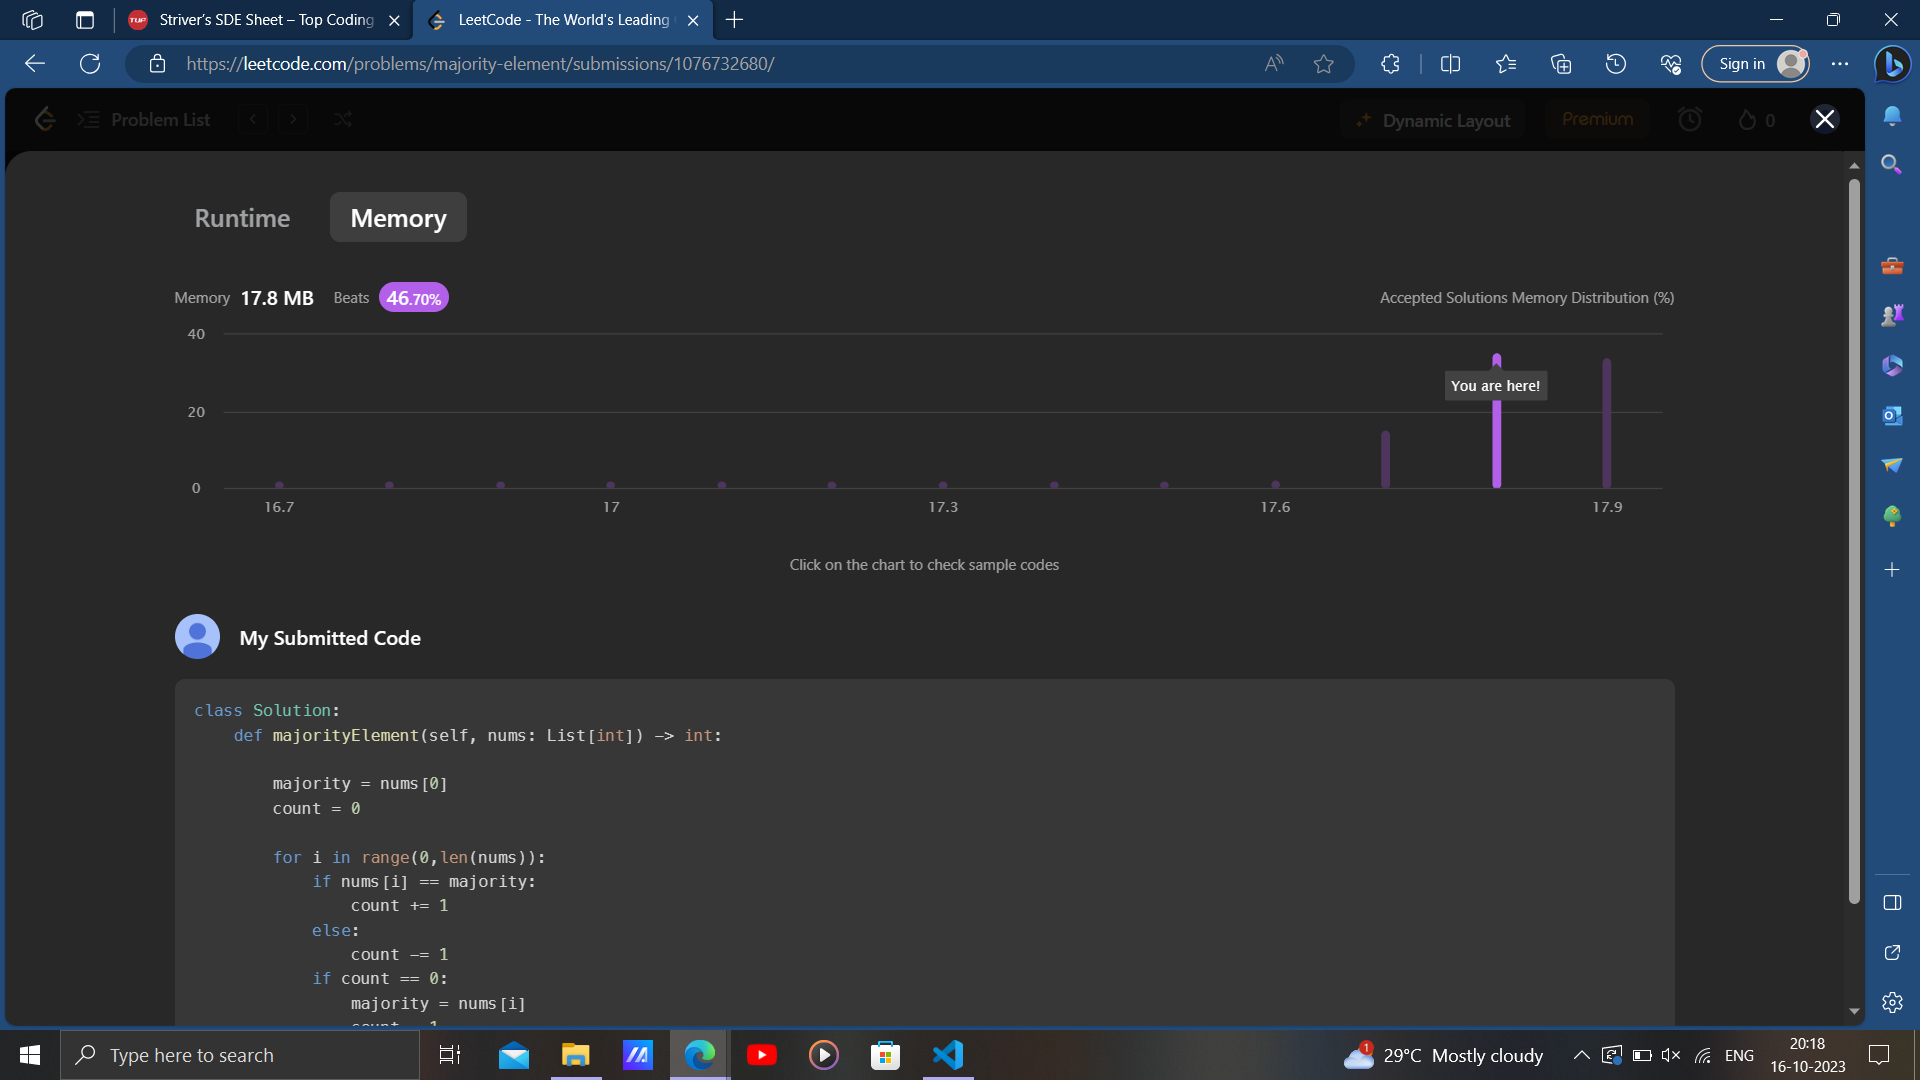 Striver's SDE Sheet – Top Coding
LeetCode - The World's Leading
https://leetcode.com/problems/majority-element/submissions/1076732680/
Sign in
Problem List
Dynamic Layout
Premium
0
Runtime
Memory
Memory 17.8 MB Beats 46.70%
Accepted Solutions Memory Distribution (%)
40
You are here!
20
0
16.7 17 17.3 17.6 17.9
Click on the chart to check sample codes
My Submitted Code
class Solution:
def majorityElement(self, nums: List[int]) -> int:
majority = nums[0]
count = 0
for i in range(0,len(nums)):
if nums[i] == majority:
count += 1
else:
count -= 1
if count == 0:
majority = nums[i]
Type here to search
1
29°C Mostly cloudy
ENG
20:18
16-10-2023